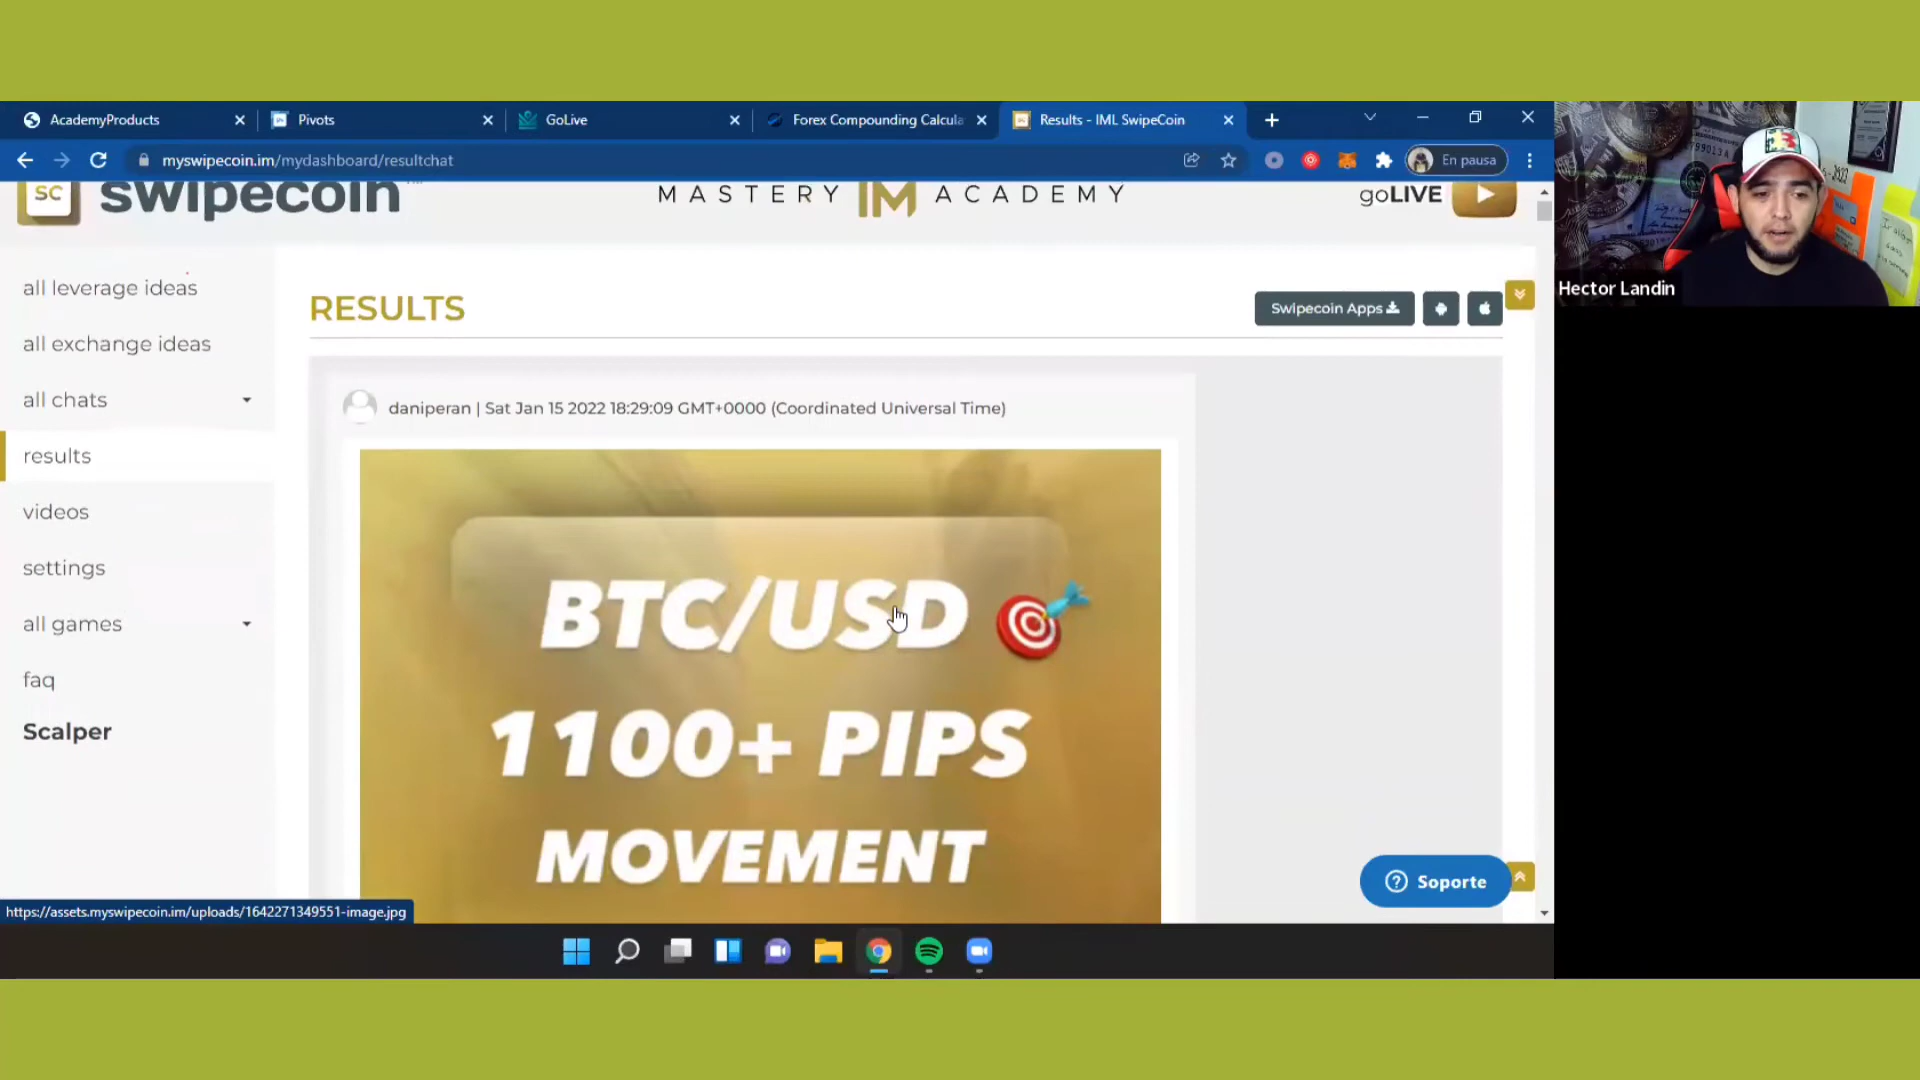 AcademyProducts
Pivots
GoLive
Forex Compounding Calcula
Results - IML SwipeCoin
myswipecoin.im/mydashboard/resultchat
En pausa
SC swipecoin
MASTERY IM ACADEMY
goLIVE
all leverage ideas
all exchange ideas
all chats
results
videos
settings
all games
faq
Scalper
RESULTS
Swipecoin Apps
daniperan | Sat Jan 15 2022 18:29:09 GMT+0000 (Coordinated Universal Time)
BTC/USD
1100+ PIPS
MOVEMENT
Soporte
https://assets.myswipecoin.im/uploads/1642271349551-image.jpg
Hector Landin